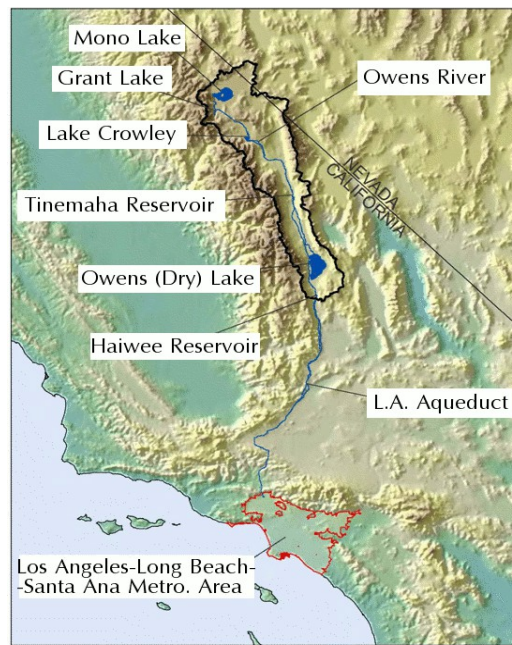 Mono Lake
Grant Lake
Owens River
Lake Crowley
NEVADA
CALIFORNIA
Tinemaha Reservoir
Owens (Dry) Lake
Haiwee Reservoir
L.A. Aqueduct
Los Angeles-Long Beach-
-Santa Ana Metro. Area